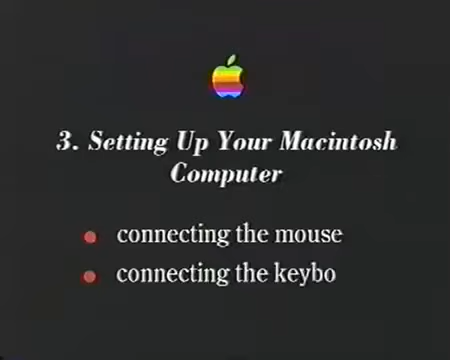 3. Setting Up Your Macintosh
Computer
connecting the mouse
connecting the keybo